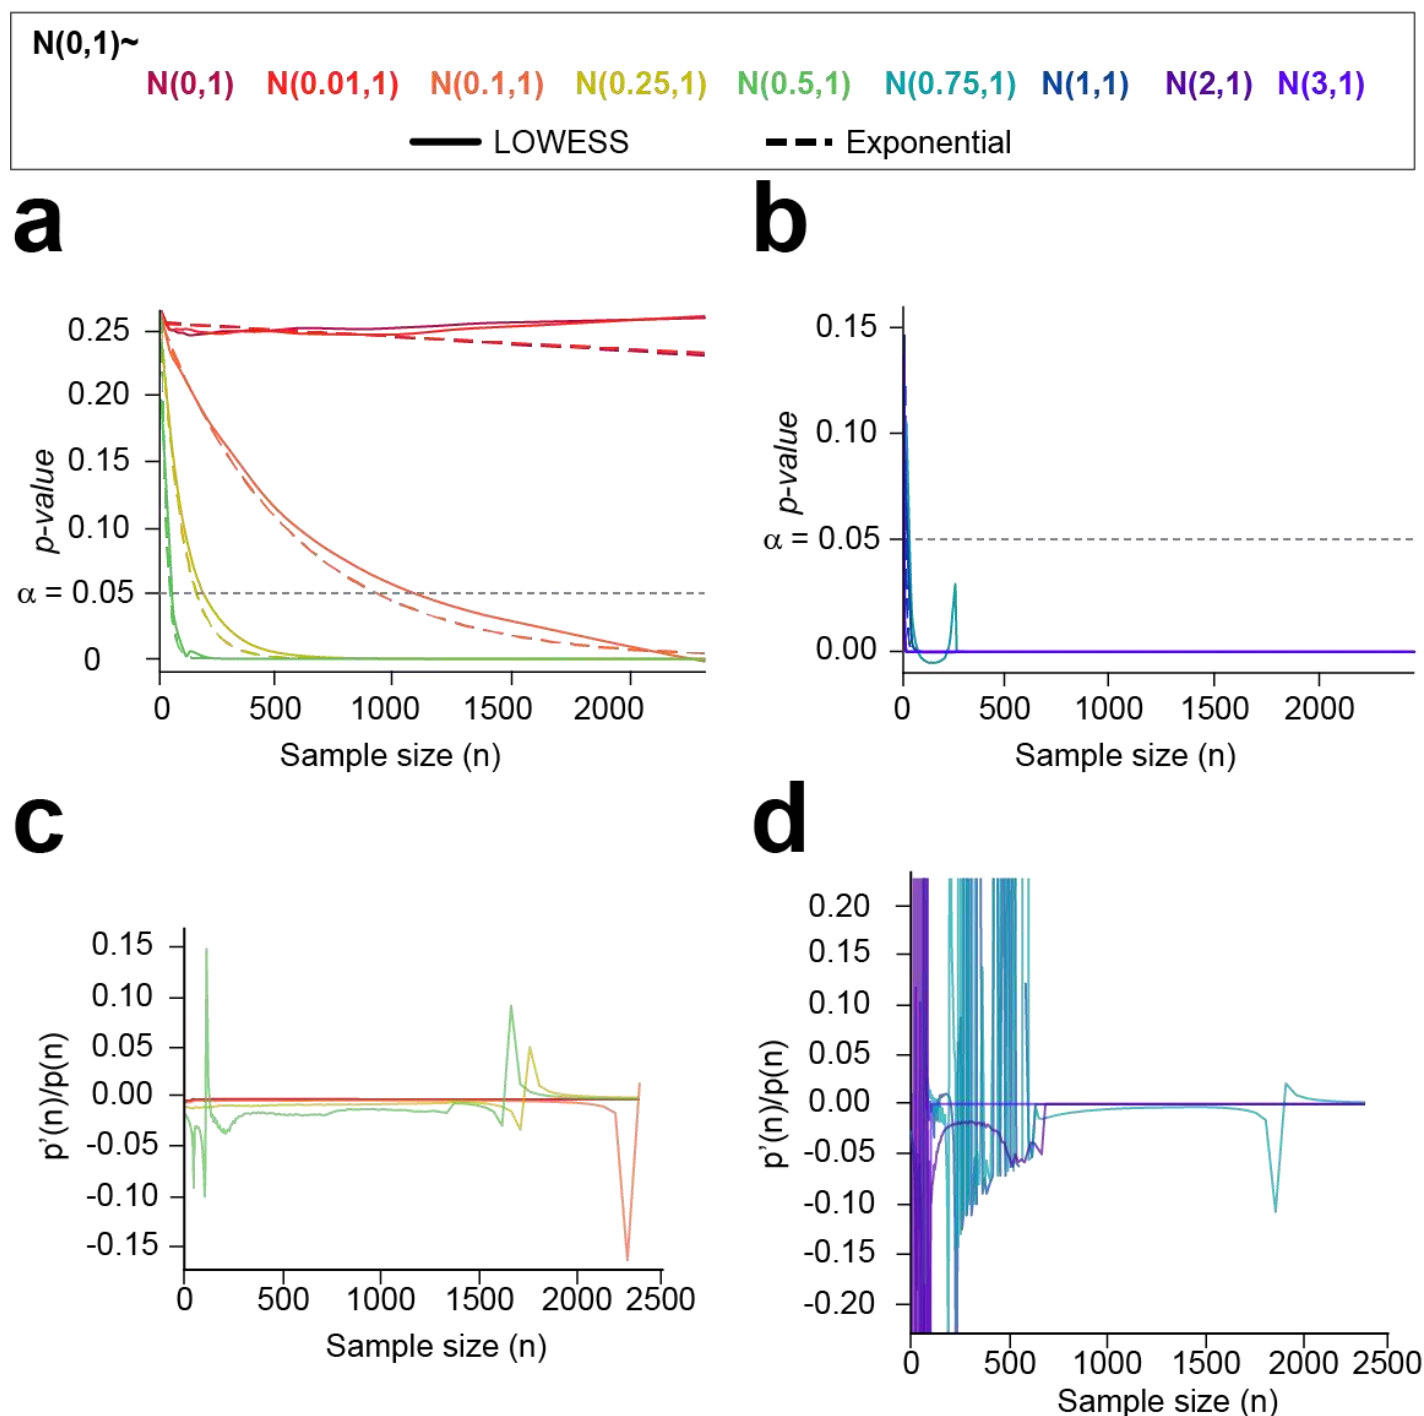 N(0,1)~
N(0,1) N(0.01,1) N(0.1,1) N(0.25,1) N(0.5,1) N(0.75,1) N(1,1) N(2,1) N(3,1)
LOWESS Exponential
a
0.25
0.20
0.15
0.10
α = 0.05
0
p-value
0 500 1000 1500 2000
Sample size (n)
b
0.15
0.10
α = 0.05
0.00
p-value
0 500 1000 1500 2000
Sample size (n)
c
0.15
0.10
0.05
0.00
-0.05
-0.10
-0.15
p’(n)/p(n)
0 500 1000 1500 2000 2500
Sample size (n)
d
0.20
0.15
0.10
0.05
0.00
-0.05
-0.10
-0.15
-0.20
p’(n)/p(n)
0 500 1000 1500 2000 2500
Sample size (n)